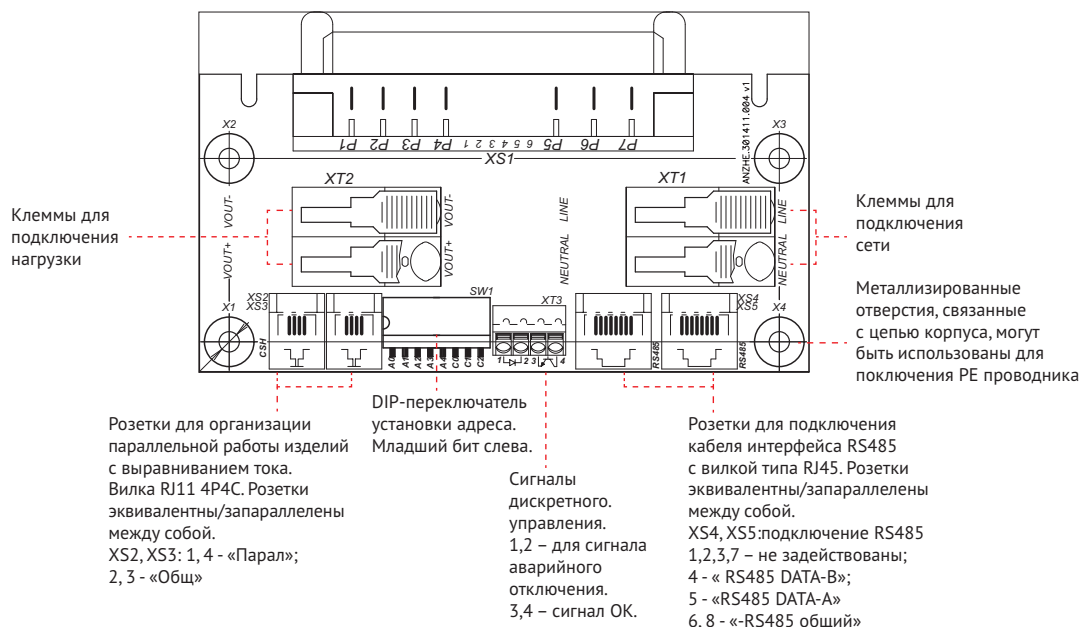 X2
X3
P1 P2 P3 P4 1 2 3 4 5 6 P5 P6 P7
XS1
ANZHE.301411.004 v1
XT2
XT1
VOUT-
VOUT-
LINE
LINE
VOUT+
VOUT+
NEUTRAL
NEUTRAL
Клеммы для
подключения
нагрузки
Клеммы для
подключения
сети
X1
XS2
XS3
SW1
XT3
XS4
XS5
X4
CSH
A0 A1 A2 A3 A4 C0 C1 C2
1 2 3 4
RS485
RS485
Металлизированные
отверстия, связанные
с цепью корпуса, могут
быть использованы для
поключения PE проводника
Розетки для организации
параллельной работы изделий
с выравниванием тока.
Вилка RJ11 4P4C. Розетки
эквивалентны/запараллелены
между собой.
XS2, XS3: 1, 4 - «Парал»;
2, 3 - «Общ»
DIP-переключатель
установки адреса.
Младший бит слева.
Сигналы
дискретного.
управления.
1,2 – для сигнала
аварийного
отключения.
3,4 – сигнал ОК.
Розетки для подключения
кабеля интерфейса RS485
с вилкой типа RJ45. Розетки
эквивалентны/запараллелены
между собой.
XS4, XS5:подключение RS485
1,2,3,7 – не задействованы;
4 - « RS485 DATA-B»;
5 - «RS485 DATA-A»
6, 8 - «-RS485 общий»